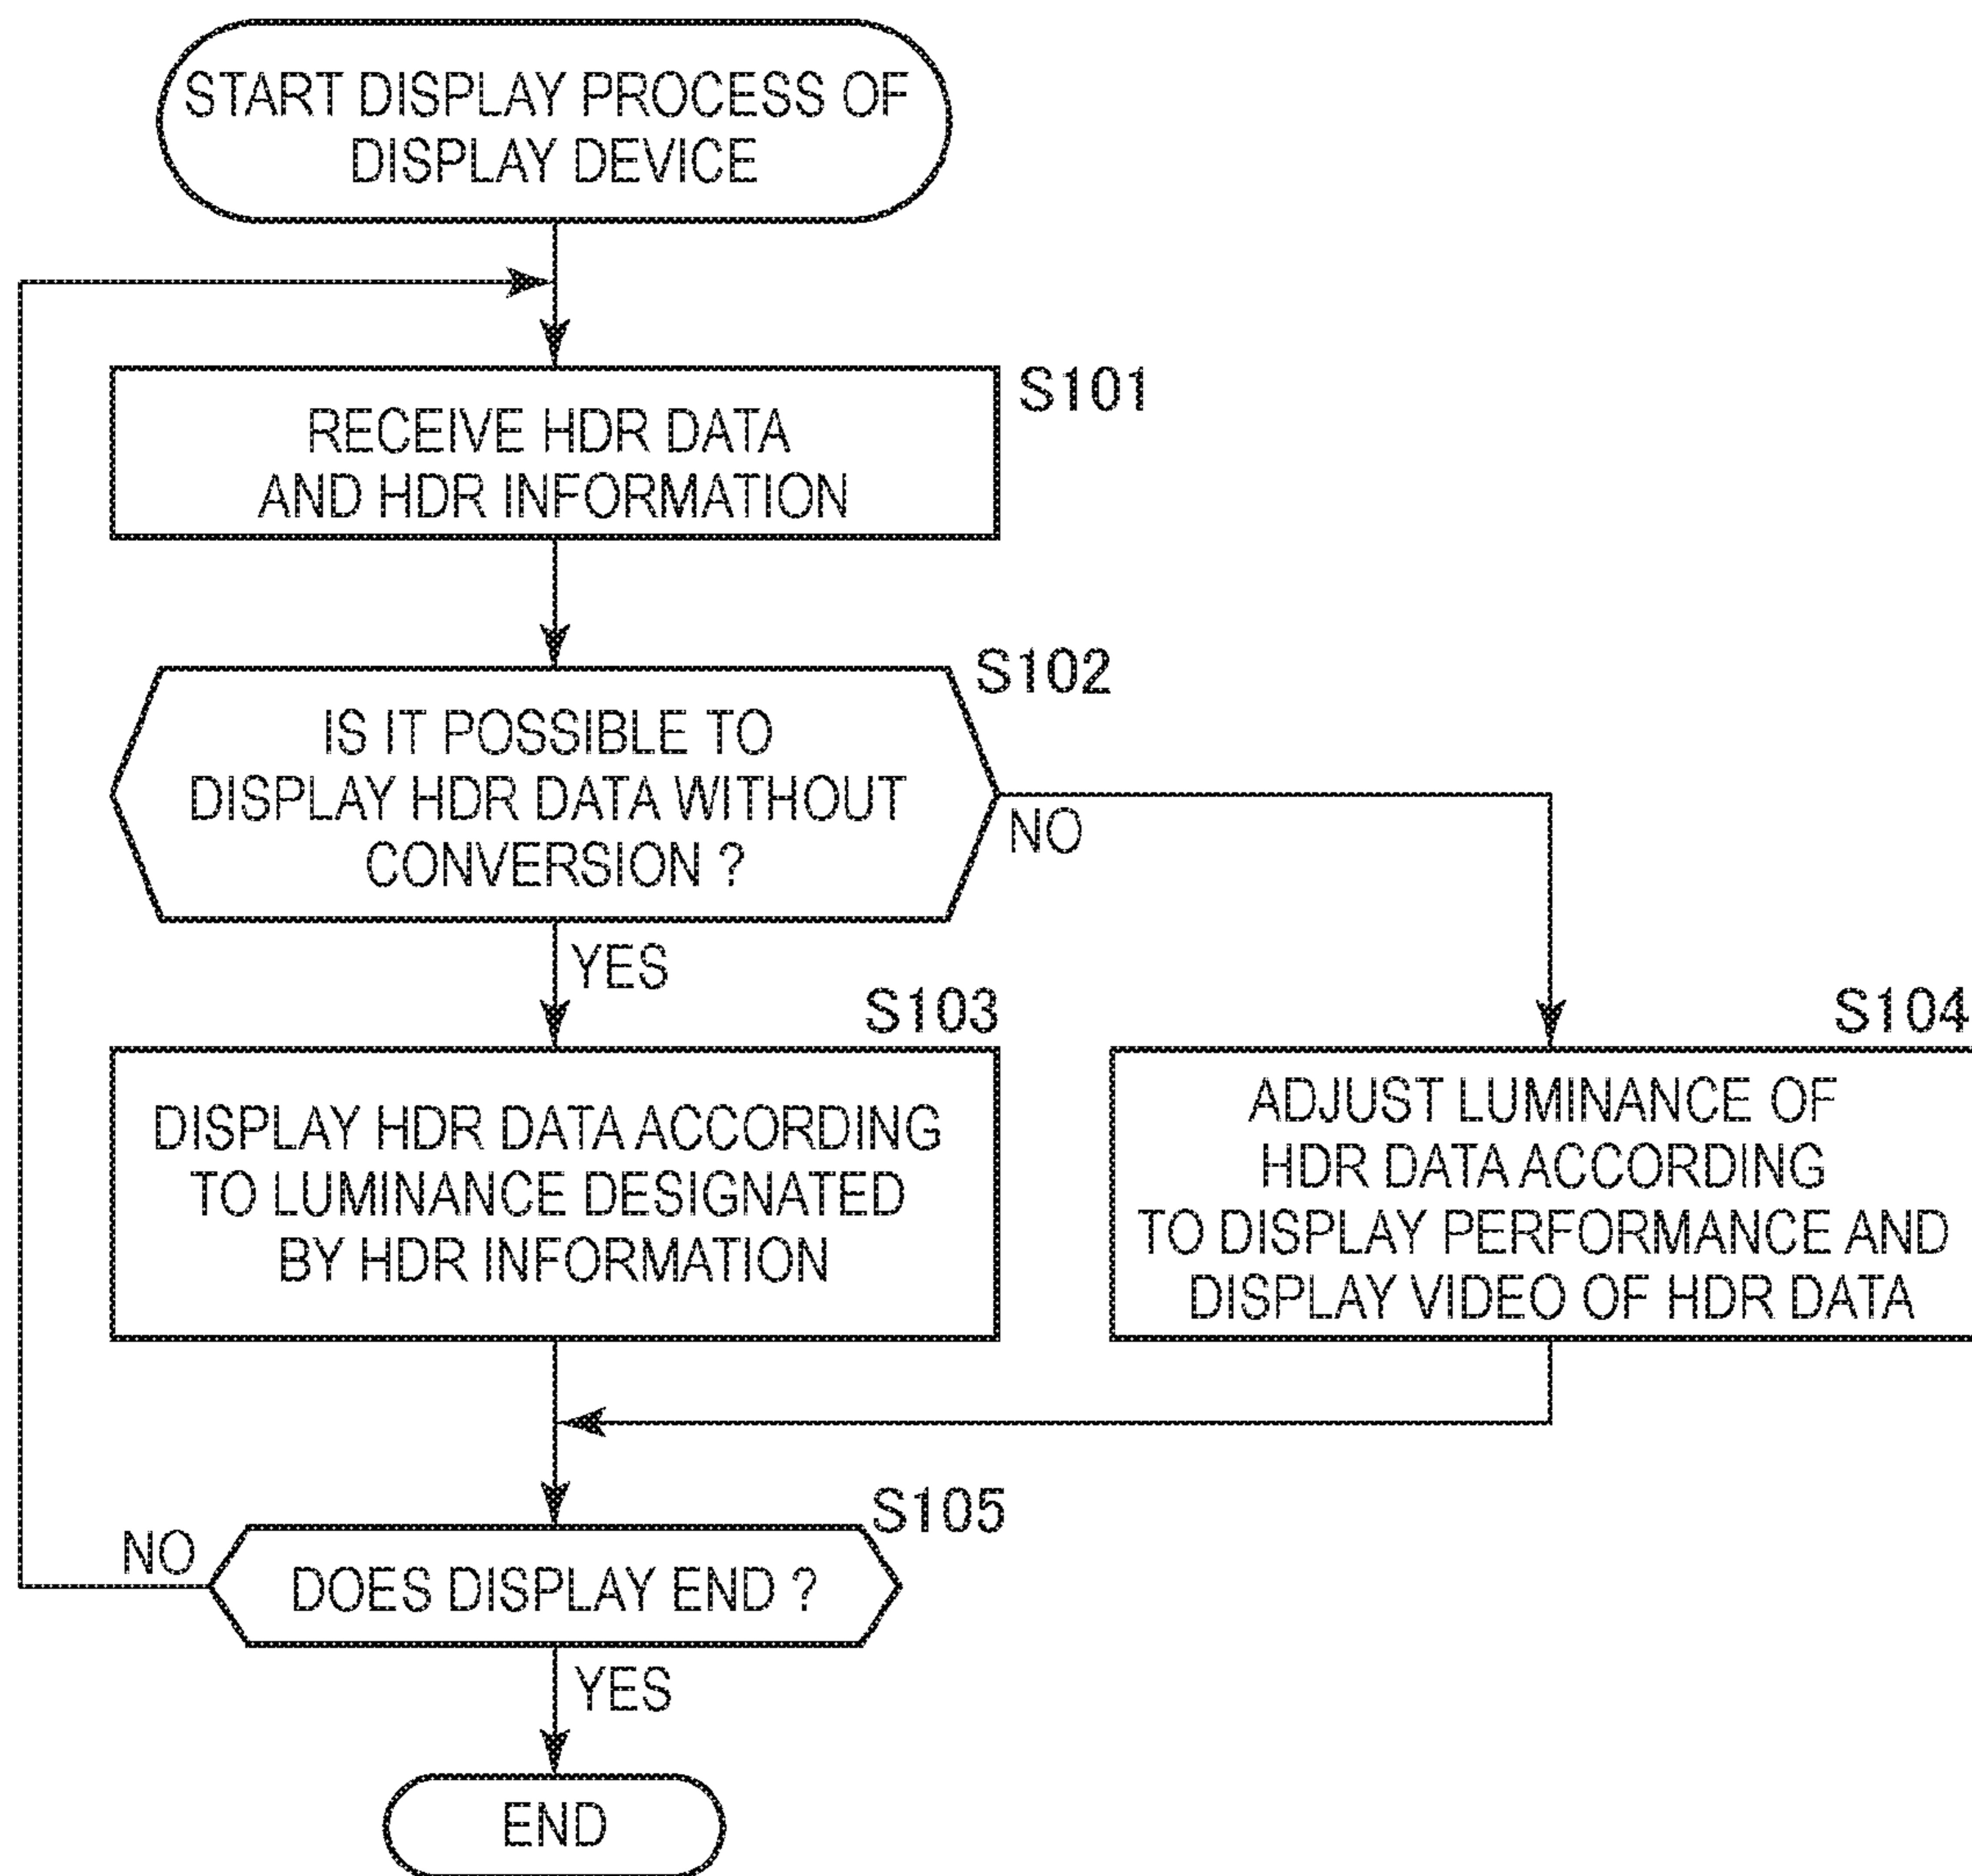 START DISPLAY PROCESS OF
DISPLAY DEVICE
S101
RECEIVE HDR DATA
AND HDR INFORMATION
S102
IS IT POSSIBLE TO
DISPLAY HDR DATA WITHOUT
CONVERSION ?
NO
YES
S103
DISPLAY HDR DATA ACCORDING
TO LUMINANCE DESIGNATED
BY HDR INFORMATION
S104
ADJUST LUMINANCE OF
HDR DATA ACCORDING
TO DISPLAY PERFORMANCE AND
DISPLAY VIDEO OF HDR DATA
S105
NO
DOES DISPLAY END ?
YES
END